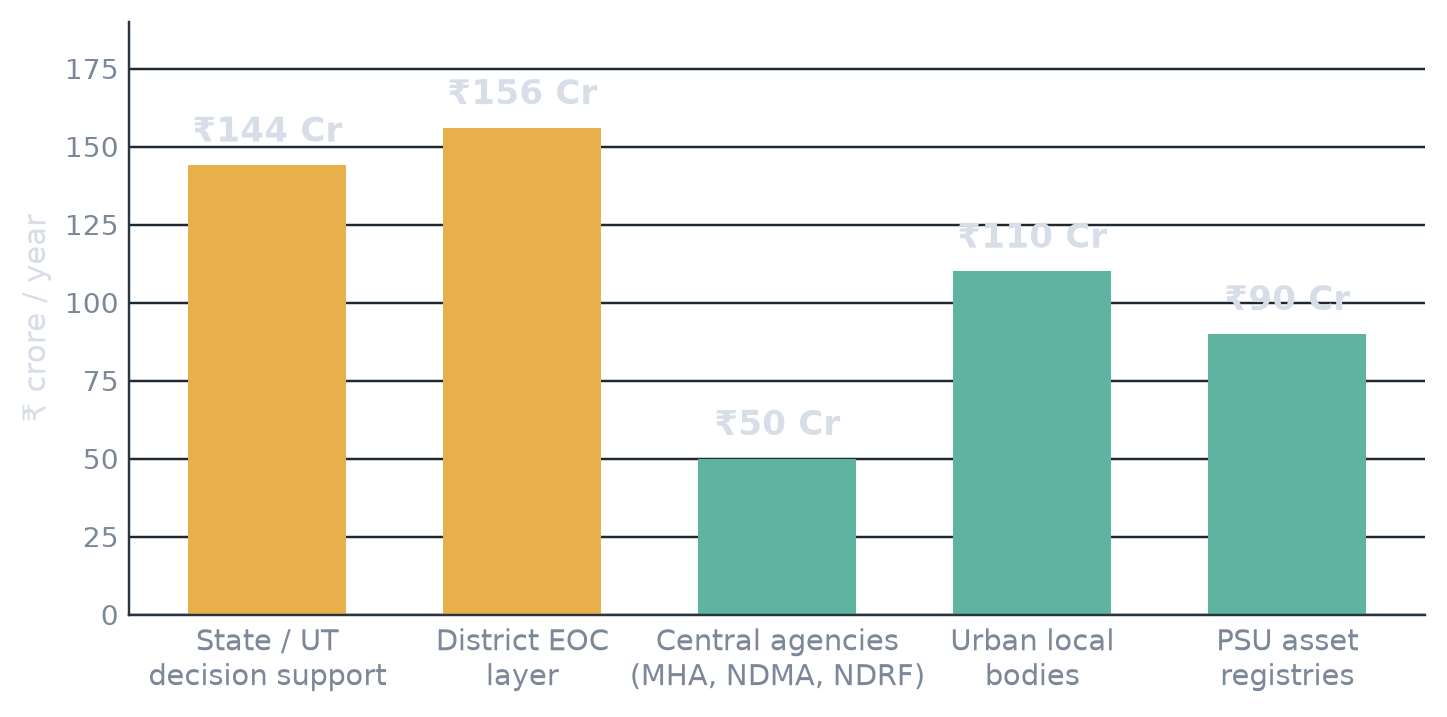 ₹ crore / year
175
150
125
100
75
50
25
0
₹144 Cr
₹156 Cr
₹50 Cr
₹110 Cr
₹90 Cr
State / UT
decision support
District EOC
layer
Central agencies
(MHA, NDMA, NDRF)
Urban local
bodies
PSU asset
registries